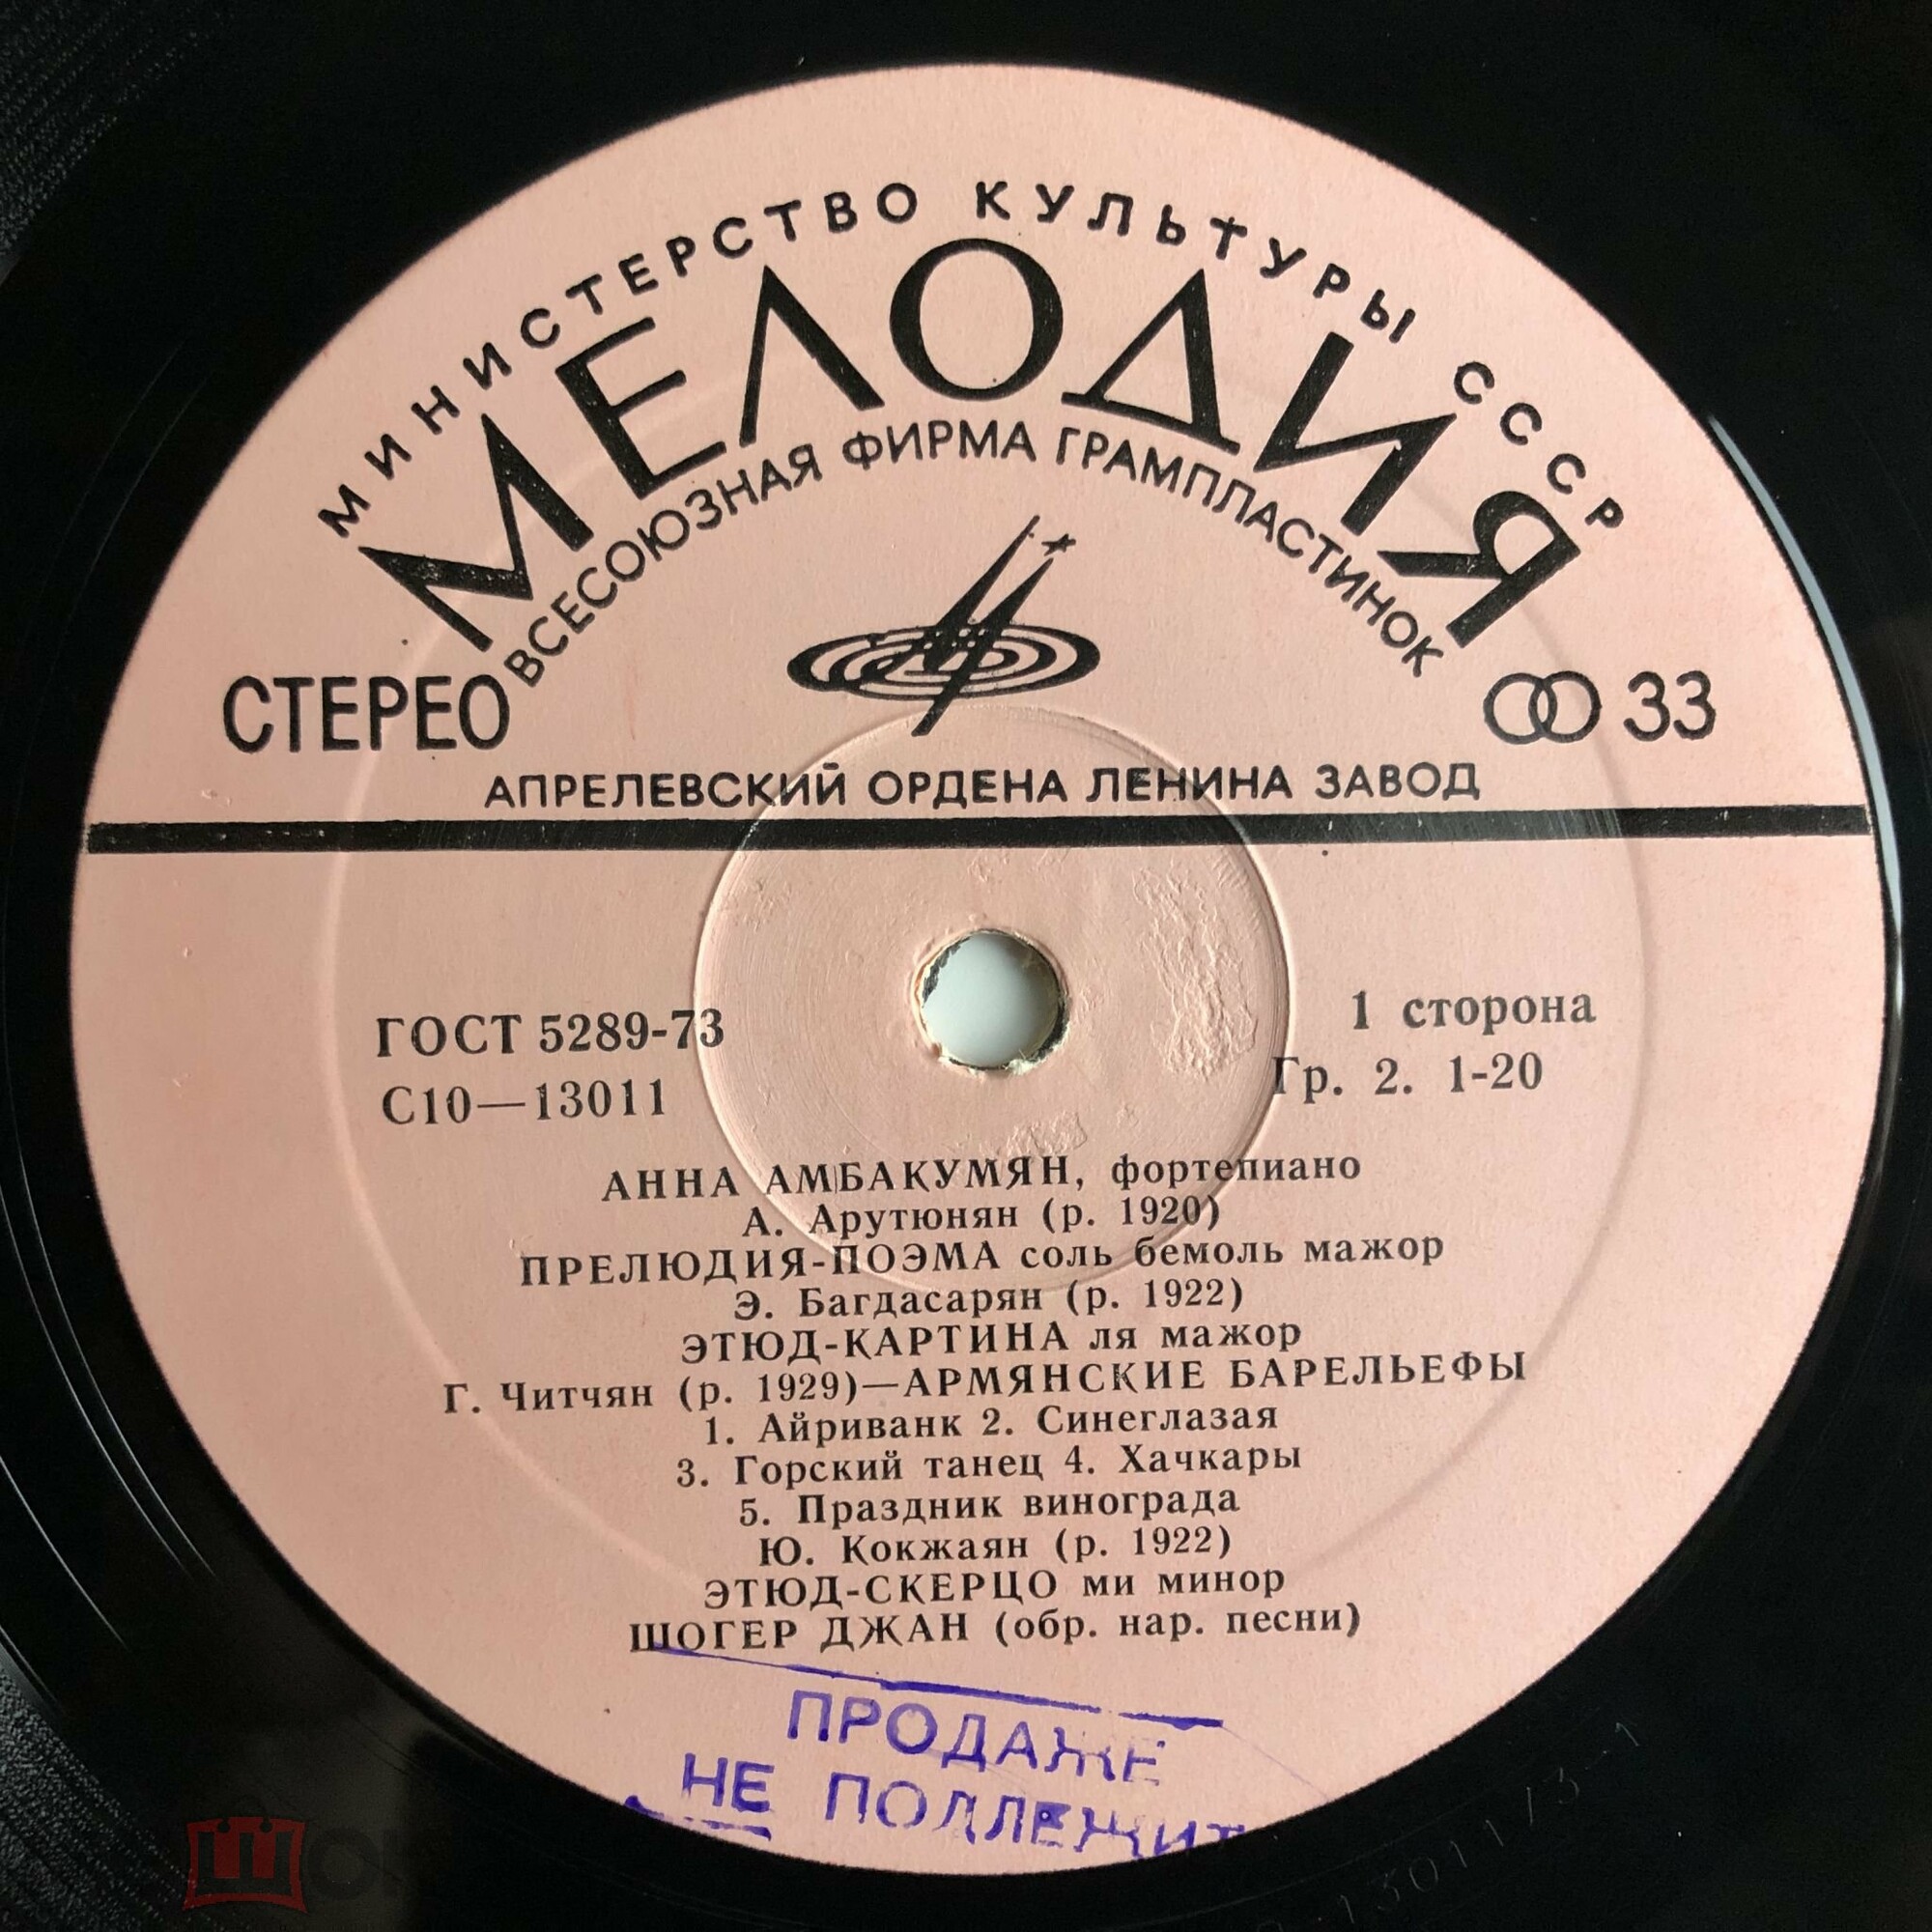 МИНИСТЕРСТВО КУЛЬТУРЫ СССР
МЕЛОДИЯ
ВСЕСОЮЗНАЯ ФИРМА ГРАМПЛАСТИНОК
СТЕРЕО
33
АПРЕЛЕВСКИЙ ОРДЕНА ЛЕНИНА ЗАВОД
ГОСТ 5289-73
1 сторона
С10—13011
Гр. 2. 1-20
АННА АМБАКУМЯН, фортепиано
А. Арутюнян (р. 1920)
ПРЕЛЮДИЯ-ПОЭМА соль бемоль мажор
Э. Багдасарян (р. 1922)
ЭТЮД-КАРТИНА ля мажор
Г. Читчян (р. 1929)—АРМЯНСКИЕ БАРЕЛЬЕФЫ
1. Айриванк 2. Синеглазая
3. Горский танец 4. Хачкары
5. Праздник винограда
Ю. Кокжаян (р. 1922)
ЭТЮД-СКЕРЦО ми минор
ШОГЕР ДЖАН (обр. нар. песни)
ПРОДАЖЕ
НЕ ПОДЛЕЖИТ